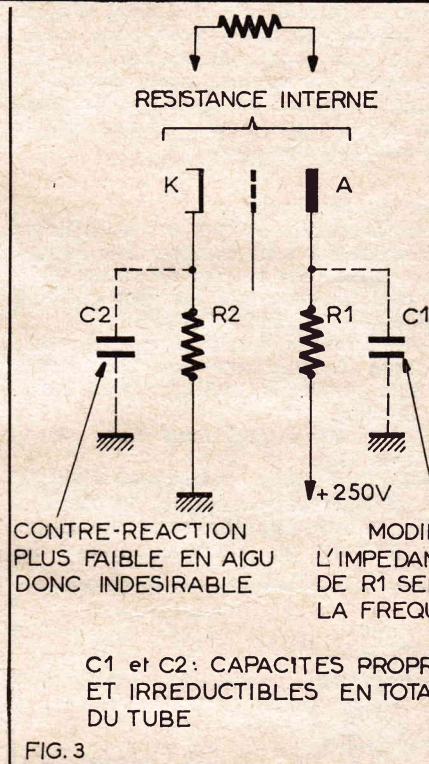 RESISTANCE INTERNE
K
A
C2
R2
R1
C1
+250V
CONTRE-REACTION
PLUS FAIBLE EN AIGU
DONC INDESIRABLE
MODI
L'IMPEDAN
DE R1 SE
LA FREQU
C1 et C2: CAPACITES PROPR
ET IRREDUCTIBLES EN TOTA
DU TUBE
FIG. 3